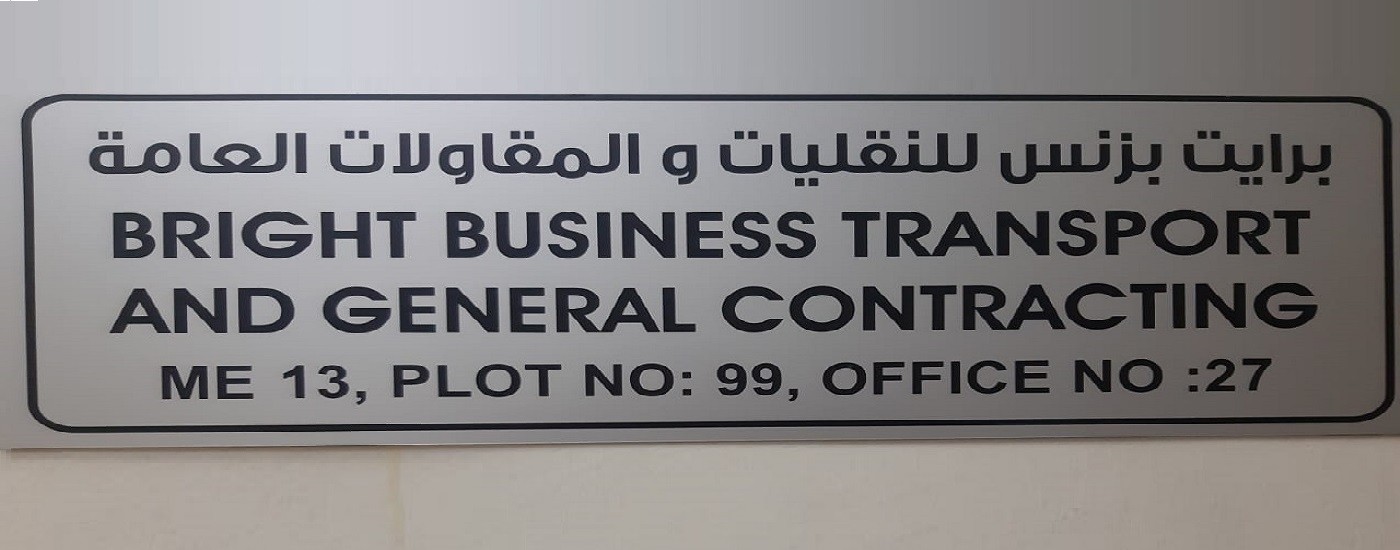 برايت بزنس للنقليات و المقاولات العامة
BRIGHT BUSINESS TRANSPORT
AND GENERAL CONTRACTING
ME 13, PLOT NO: 99, OFFICE NO :27